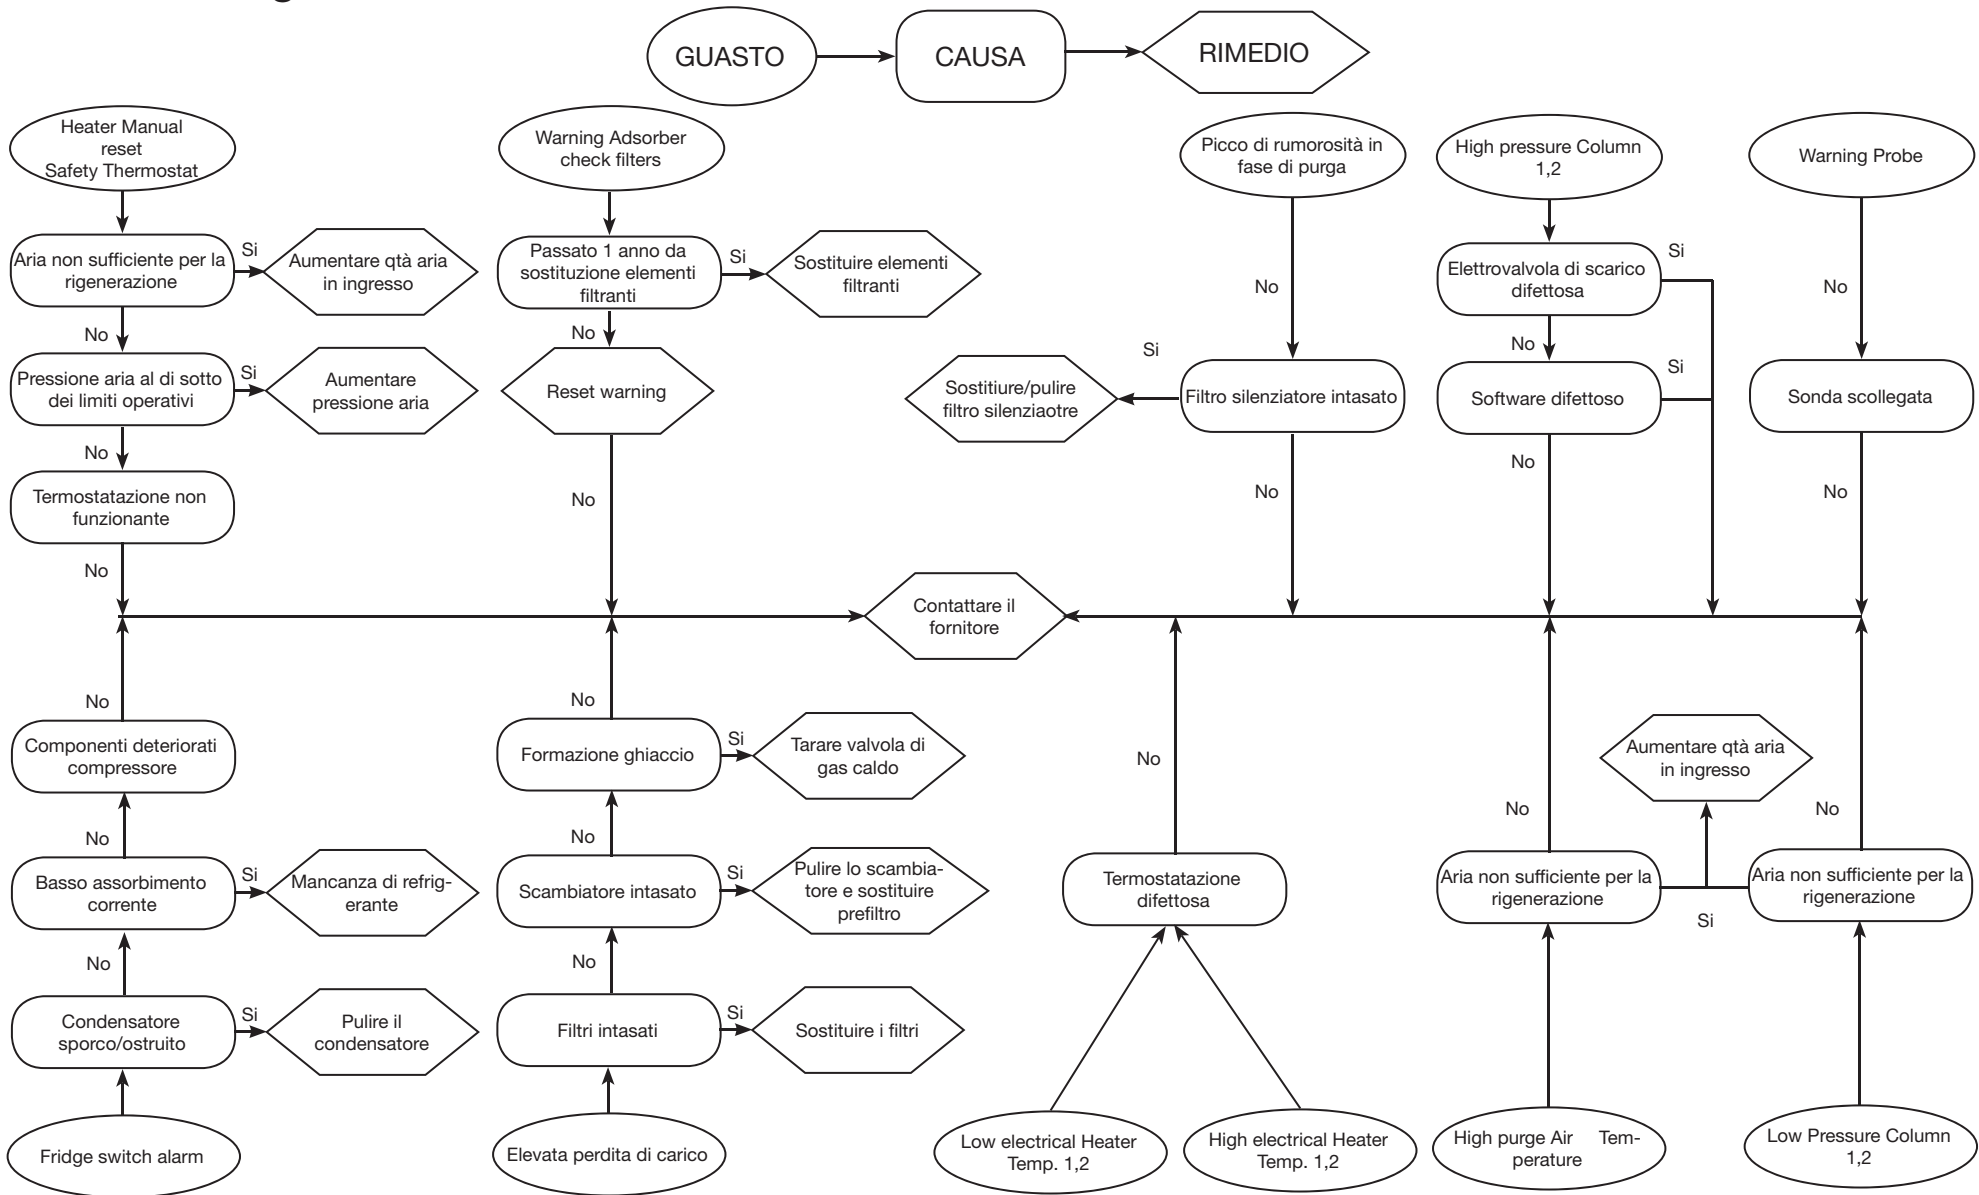 GUASTO
CAUSA
RIMEDIO
Heater Manual
reset
Safety Thermostat
Aria non sufficiente per la
rigenerazione
Si
Aumentare qtà aria
in ingresso
No
Pressione aria al di sotto
dei limiti operativi
Si
Aumentare
pressione aria
No
Termostatazione non
funzionante
No
Warning Adsorber
check filters
Passato 1 anno da
sostituzione elementi
filtranti
Si
Sostituire elementi
filtranti
No
Reset warning
No
Picco di rumorosità in
fase di purga
No
Si
Sostitiure/pulire
filtro silenziaotre
Filtro silenziatore intasato
No
High pressure Column
1,2
Elettrovalvola di scarico
difettosa
Si
No
Software difettoso
Si
No
Warning Probe
No
Sonda scollegata
No
Contattare il
fornitore
No
Componenti deteriorati
compressore
No
Basso assorbimento
corrente
Si
Mancanza di refrig-
erante
No
Condensatore
sporco/ostruito
Si
Pulire il
condensatore
Fridge switch alarm
No
Formazione ghiaccio
Si
Tarare valvola di
gas caldo
No
Scambiatore intasato
Si
Pulire lo scambia-
tore e sostituire
prefiltro
No
Filtri intasati
Si
Sostituire i filtri
Elevata perdita di carico
No
Termostatazione
difettosa
Low electrical Heater
Temp. 1,2
High electrical Heater
Temp. 1,2
No
Aria non sufficiente per la
rigenerazione
High purge Air Tem-
perature
Aumentare qtà aria
in ingresso
Si
No
Aria non sufficiente per la
rigenerazione
Low Pressure Column
1,2